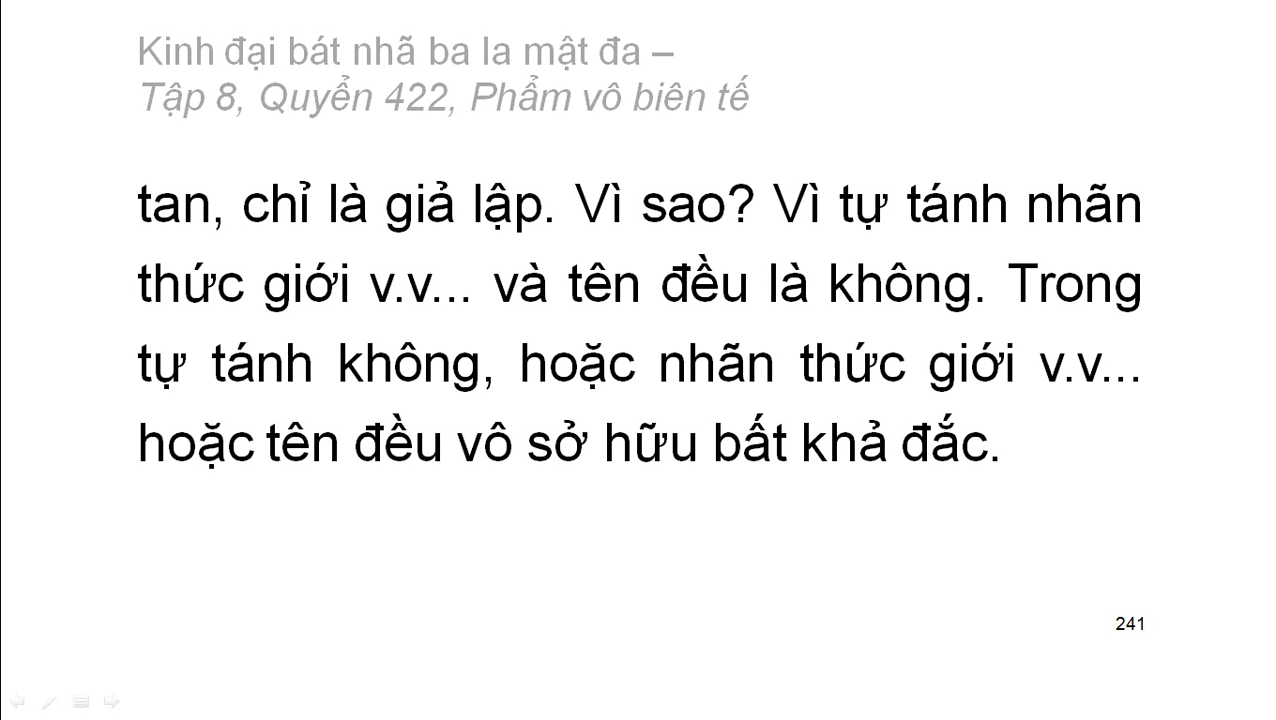 Kinh đại bát nhã ba la mật đa –
Tập 8, Quyển 422, Phẩm vô biên tế
tan, chỉ là giả lập. Vì sao? Vì tự tánh nhãn
thức giới v.v... và tên đều là không. Trong
tự tánh không, hoặc nhãn thức giới v.v...
hoặc tên đều vô sở hữu bất khả đắc.
241